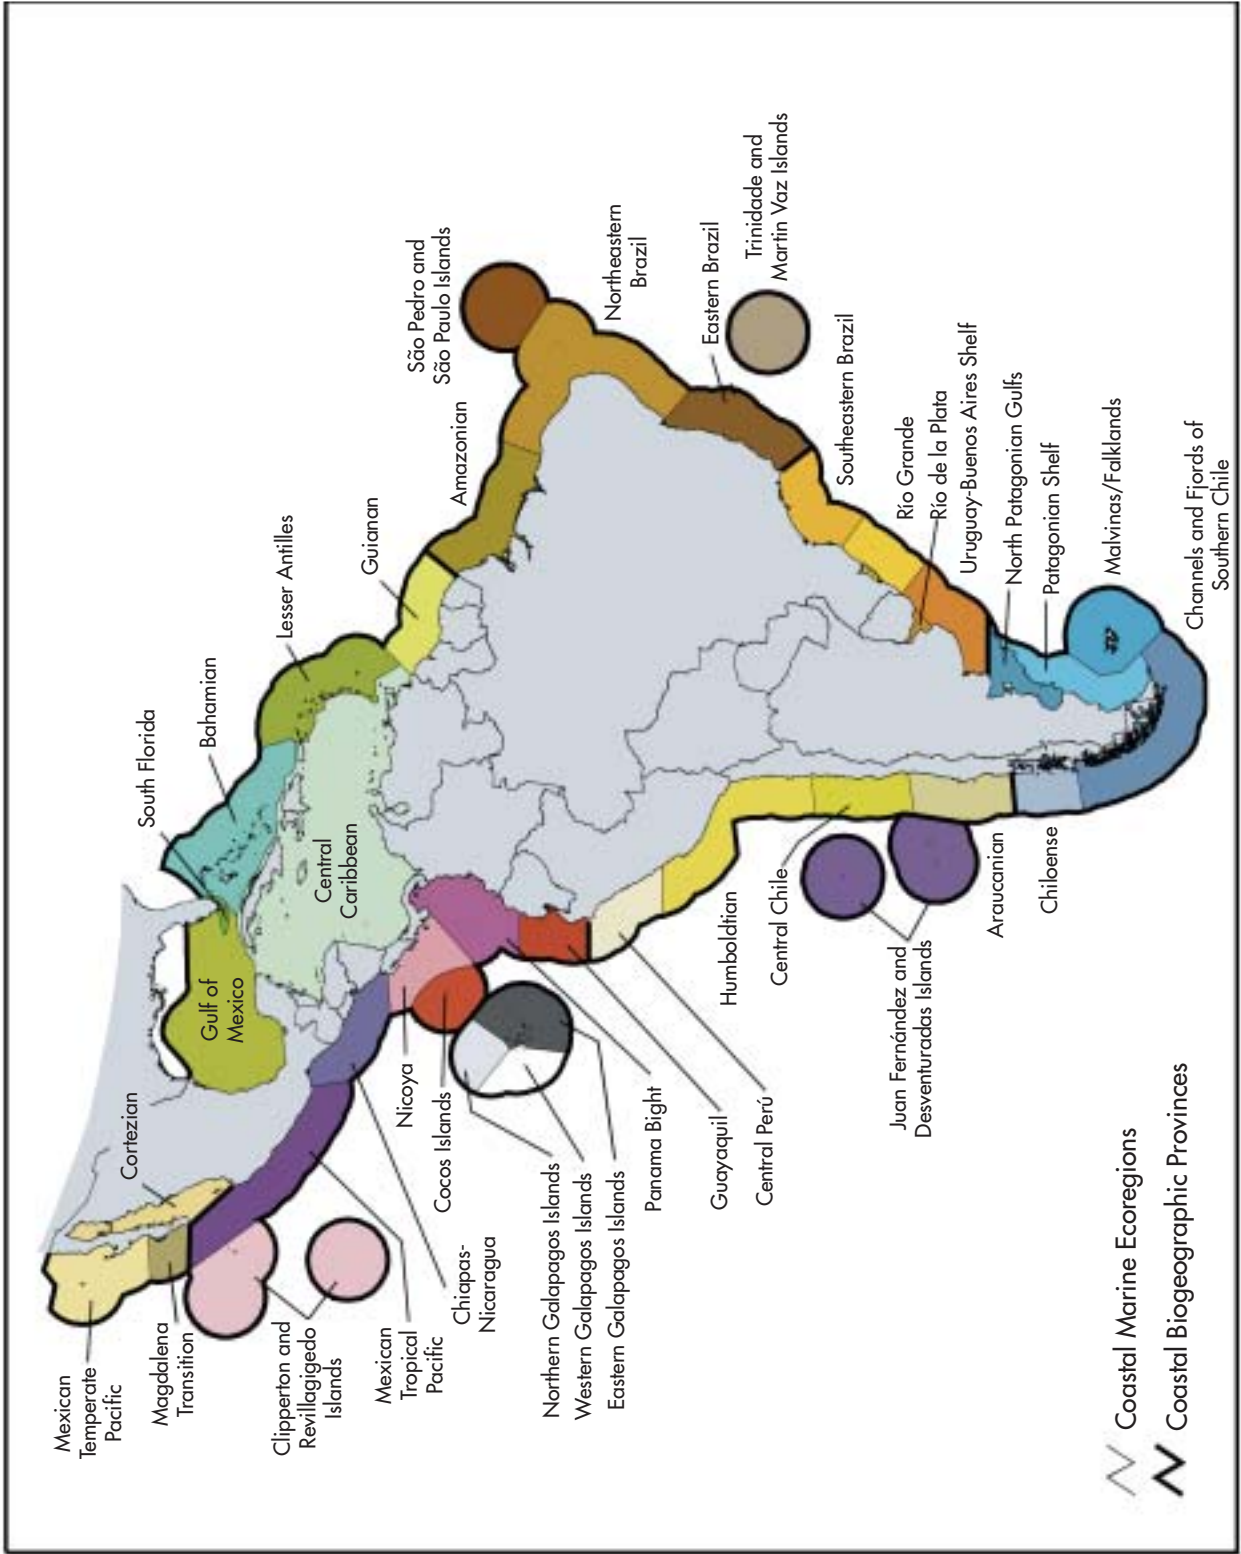 Mexican
Temperate
Pacific
Magdalena
Transition
Clipperton and
Revillagigedo
Islands
Mexican
Tropical
Pacific
Chiapas-
Nicaragua
Northern Galapagos Islands
Western Galapagos Islands
Eastern Galapagos Islands
Cortezian
Gulf of
Mexico
Nicoya
Cocos Islands
Panama Bight
Guayaquil
Central Perú
South Florida
Bahamian
Central
Caribbean
Lesser Antilles
Guianan
Amazonian
São Pedro and
São Paulo Islands
Northeastern
Brazil
Eastern Brazil
Trinidade and
Martin Vaz Islands
Southeastern Brazil
Río Grande
Río de la Plata
Uruguay-Buenos Aires Shelf
North Patagonian Gulfs
Patagonian Shelf
Malvinas/Falklands
Channels and Fjords of
Southern Chile
Humboldtian
Central Chile
Juan Fernández and
Desventuradas Islands
Araucanian
Chiloense
Coastal Marine Ecoregions
Coastal Biogeographic Provinces